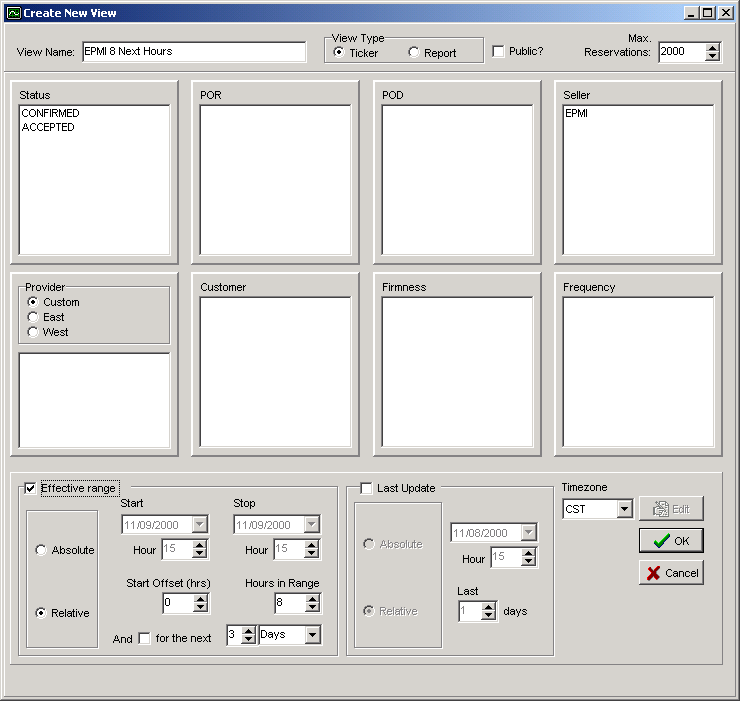 Create New View
View Name: EPMI 8 Next Hours
View Type
Ticker Report
Public?
Max. Reservations: 2000
Status POR POD Seller
CONFIRMED EPMI
ACCEPTED
Provider Customer Firmness Frequency
Custom
East
West
Effective range
Start Stop
11/09/2000 11/09/2000
Absolute
Hour 15 Hour 15
Start Offset (hrs) Hours in Range
0 8
Relative
And for the next 3 Days
Last Update
11/08/2000
Absolute
Hour 15
Last
Relative
1 days
Timezone
CST Edit
OK
Cancel